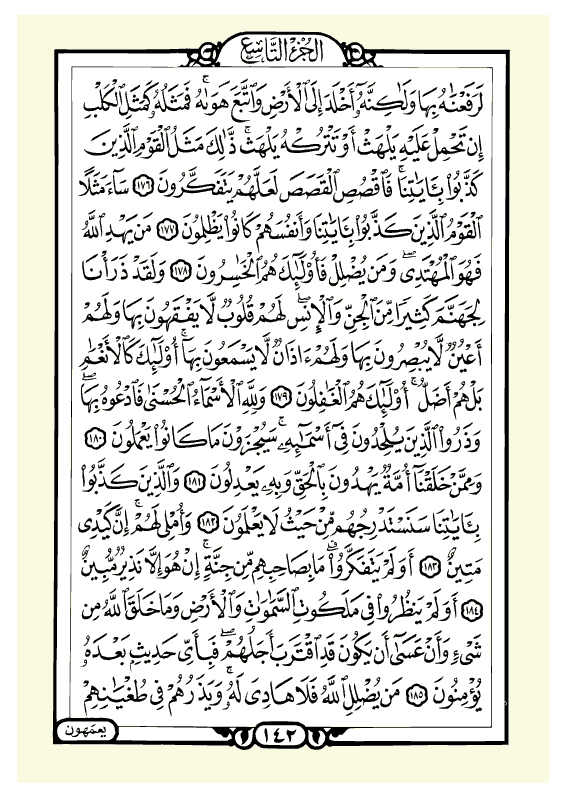 الجزء التاسع
لَرَفَعْنَٰهُ بِهَا وَلَٰكِنَّهُۥٓ أَخْلَدَ إِلَى ٱلْأَرْضِ وَٱتَّبَعَ هَوَىٰهُ ۚ فَمَثَلُهُۥ كَمَثَلِ ٱلْكَلْبِ
إِن تَحْمِلْ عَلَيْهِ يَلْهَثْ أَوْ تَتْرُكْهُ يَلْهَث ۚ ذَّٰلِكَ مَثَلُ ٱلْقَوْمِ ٱلَّذِينَ
كَذَّبُوا۟ بِـَٔايَٰتِنَا ۚ فَٱقْصُصِ ٱلْقَصَصَ لَعَلَّهُمْ يَتَفَكَّرُونَ ١٧٦ سَآءَ مَثَلًا
ٱلْقَوْمُ ٱلَّذِينَ كَذَّبُوا۟ بِـَٔايَٰتِنَا وَأَنفُسَهُمْ كَانُوا۟ يَظْلِمُونَ ١٧٧ مَن يَهْدِ ٱللَّهُ
فَهُوَ ٱلْمُهْتَدِى ۖ وَمَن يُضْلِلْ فَأُو۟لَٰٓئِكَ هُمُ ٱلْخَٰسِرُونَ ١٧٨ وَلَقَدْ ذَرَأْنَا
لِجَهَنَّمَ كَثِيرًا مِّنَ ٱلْجِنِّ وَٱلْإِنسِ ۖ لَهُمْ قُلُوبٌ لَّا يَفْقَهُونَ بِهَا وَلَهُمْ
أَعْيُنٌ لَّا يُبْصِرُونَ بِهَا وَلَهُمْ ءَاذَانٌ لَّا يَسْمَعُونَ بِهَآ ۚ أُو۟لَٰٓئِكَ كَٱلْأَنْعَٰمِ
بَلْ هُمْ أَضَلُّ ۚ أُو۟لَٰٓئِكَ هُمُ ٱلْغَٰفِلُونَ ١٧٩ وَلِلَّهِ ٱلْأَسْمَآءُ ٱلْحُسْنَىٰ فَٱدْعُوهُ بِهَا ۖ
وَذَرُوا۟ ٱلَّذِينَ يُلْحِدُونَ فِىٓ أَسْمَٰٓئِهِۦ ۚ سَيُجْزَوْنَ مَا كَانُوا۟ يَعْمَلُونَ ١٨٠
وَمِمَّنْ خَلَقْنَآ أُمَّةٌ يَهْدُونَ بِٱلْحَقِّ وَبِهِۦ يَعْدِلُونَ ١٨١ وَٱلَّذِينَ كَذَّبُوا۟
بِـَٔايَٰتِنَا سَنَسْتَدْرِجُهُم مِّنْ حَيْثُ لَا يَعْلَمُونَ ١٨٢ وَأُمْلِى لَهُمْ ۚ إِنَّ كَيْدِى
مَتِينٌ ١٨٣ أَوَلَمْ يَتَفَكَّرُوا۟ ۗ مَا بِصَاحِبِهِم مِّن جِنَّةٍ ۚ إِنْ هُوَ إِلَّا نَذِيرٌ مُّبِينٌ
١٨٤ أَوَلَمْ يَنظُرُوا۟ فِى مَلَكُوتِ ٱلسَّمَٰوَٰتِ وَٱلْأَرْضِ وَمَا خَلَقَ ٱللَّهُ مِن
شَىْءٍ وَأَنْ عَسَىٰٓ أَن يَكُونَ قَدِ ٱقْتَرَبَ أَجَلُهُمْ ۖ فَبِأَىِّ حَدِيثٍۭ بَعْدَهُۥ
يُؤْمِنُونَ ١٨٥ مَن يُضْلِلِ ٱللَّهُ فَلَا هَادِىَ لَهُۥ ۚ وَيَذَرُهُمْ فِى طُغْيَٰنِهِمْ
يعمهون
١٤٢